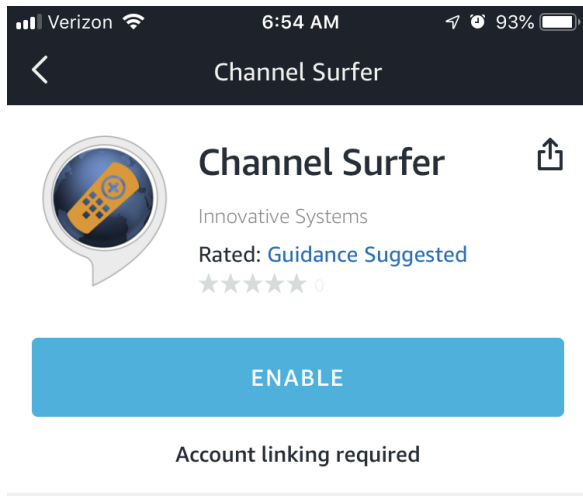 Verizon 6:54 AM 93%
Channel Surfer
Channel Surfer
Innovative Systems
Rated: Guidance Suggested
0
ENABLE
Account linking required